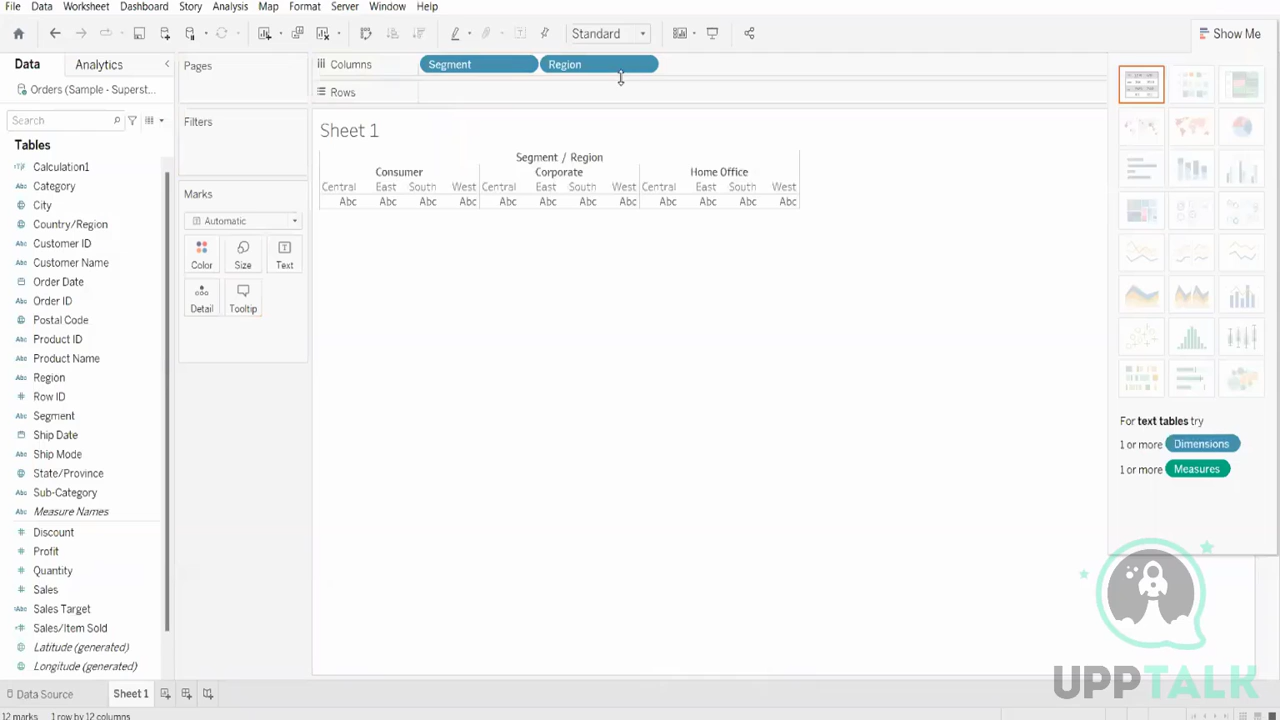 File Data Worksheet Dashboard Story Analysis Map Format Server Window Help
Standard
Show Me
Data Analytics
Orders (Sample - Superst...
Search
Tables
Calculation1
Category
City
Country/Region
Customer ID
Customer Name
Order Date
Order ID
Postal Code
Product ID
Product Name
Region
Row ID
Segment
Ship Date
Ship Mode
State/Province
Sub-Category
Measure Names
Discount
Profit
Quantity
Sales
Sales Target
Sales/Item Sold
Latitude (generated)
Longitude (generated)
Pages
Filters
Marks
Automatic
Color Size Text
Detail Tooltip
Columns Segment Region
Rows
Sheet 1
Segment / Region
Consumer Corporate Home Office
Central East South West Central East South West Central East South West
Abc Abc Abc Abc Abc Abc Abc Abc Abc Abc Abc Abc
For text tables try
1 or more Dimensions
1 or more Measures
UPPTALK
Data Source Sheet 1
12 marks 1 row by 12 columns